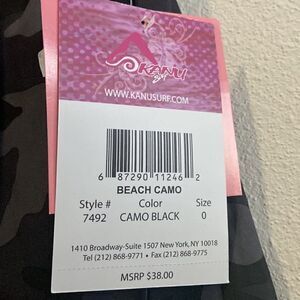 KANU
Surf
WWW.KANUSURF.COM
6 87290 11246 2
BEACH CAMO
Style # Color Size
7492 CAMO BLACK 0
1410 Broadway-Suite 1507 New York, NY 10018
Tel (212) 868-9771 • Fax (212) 868-9775
MSRP $38.00